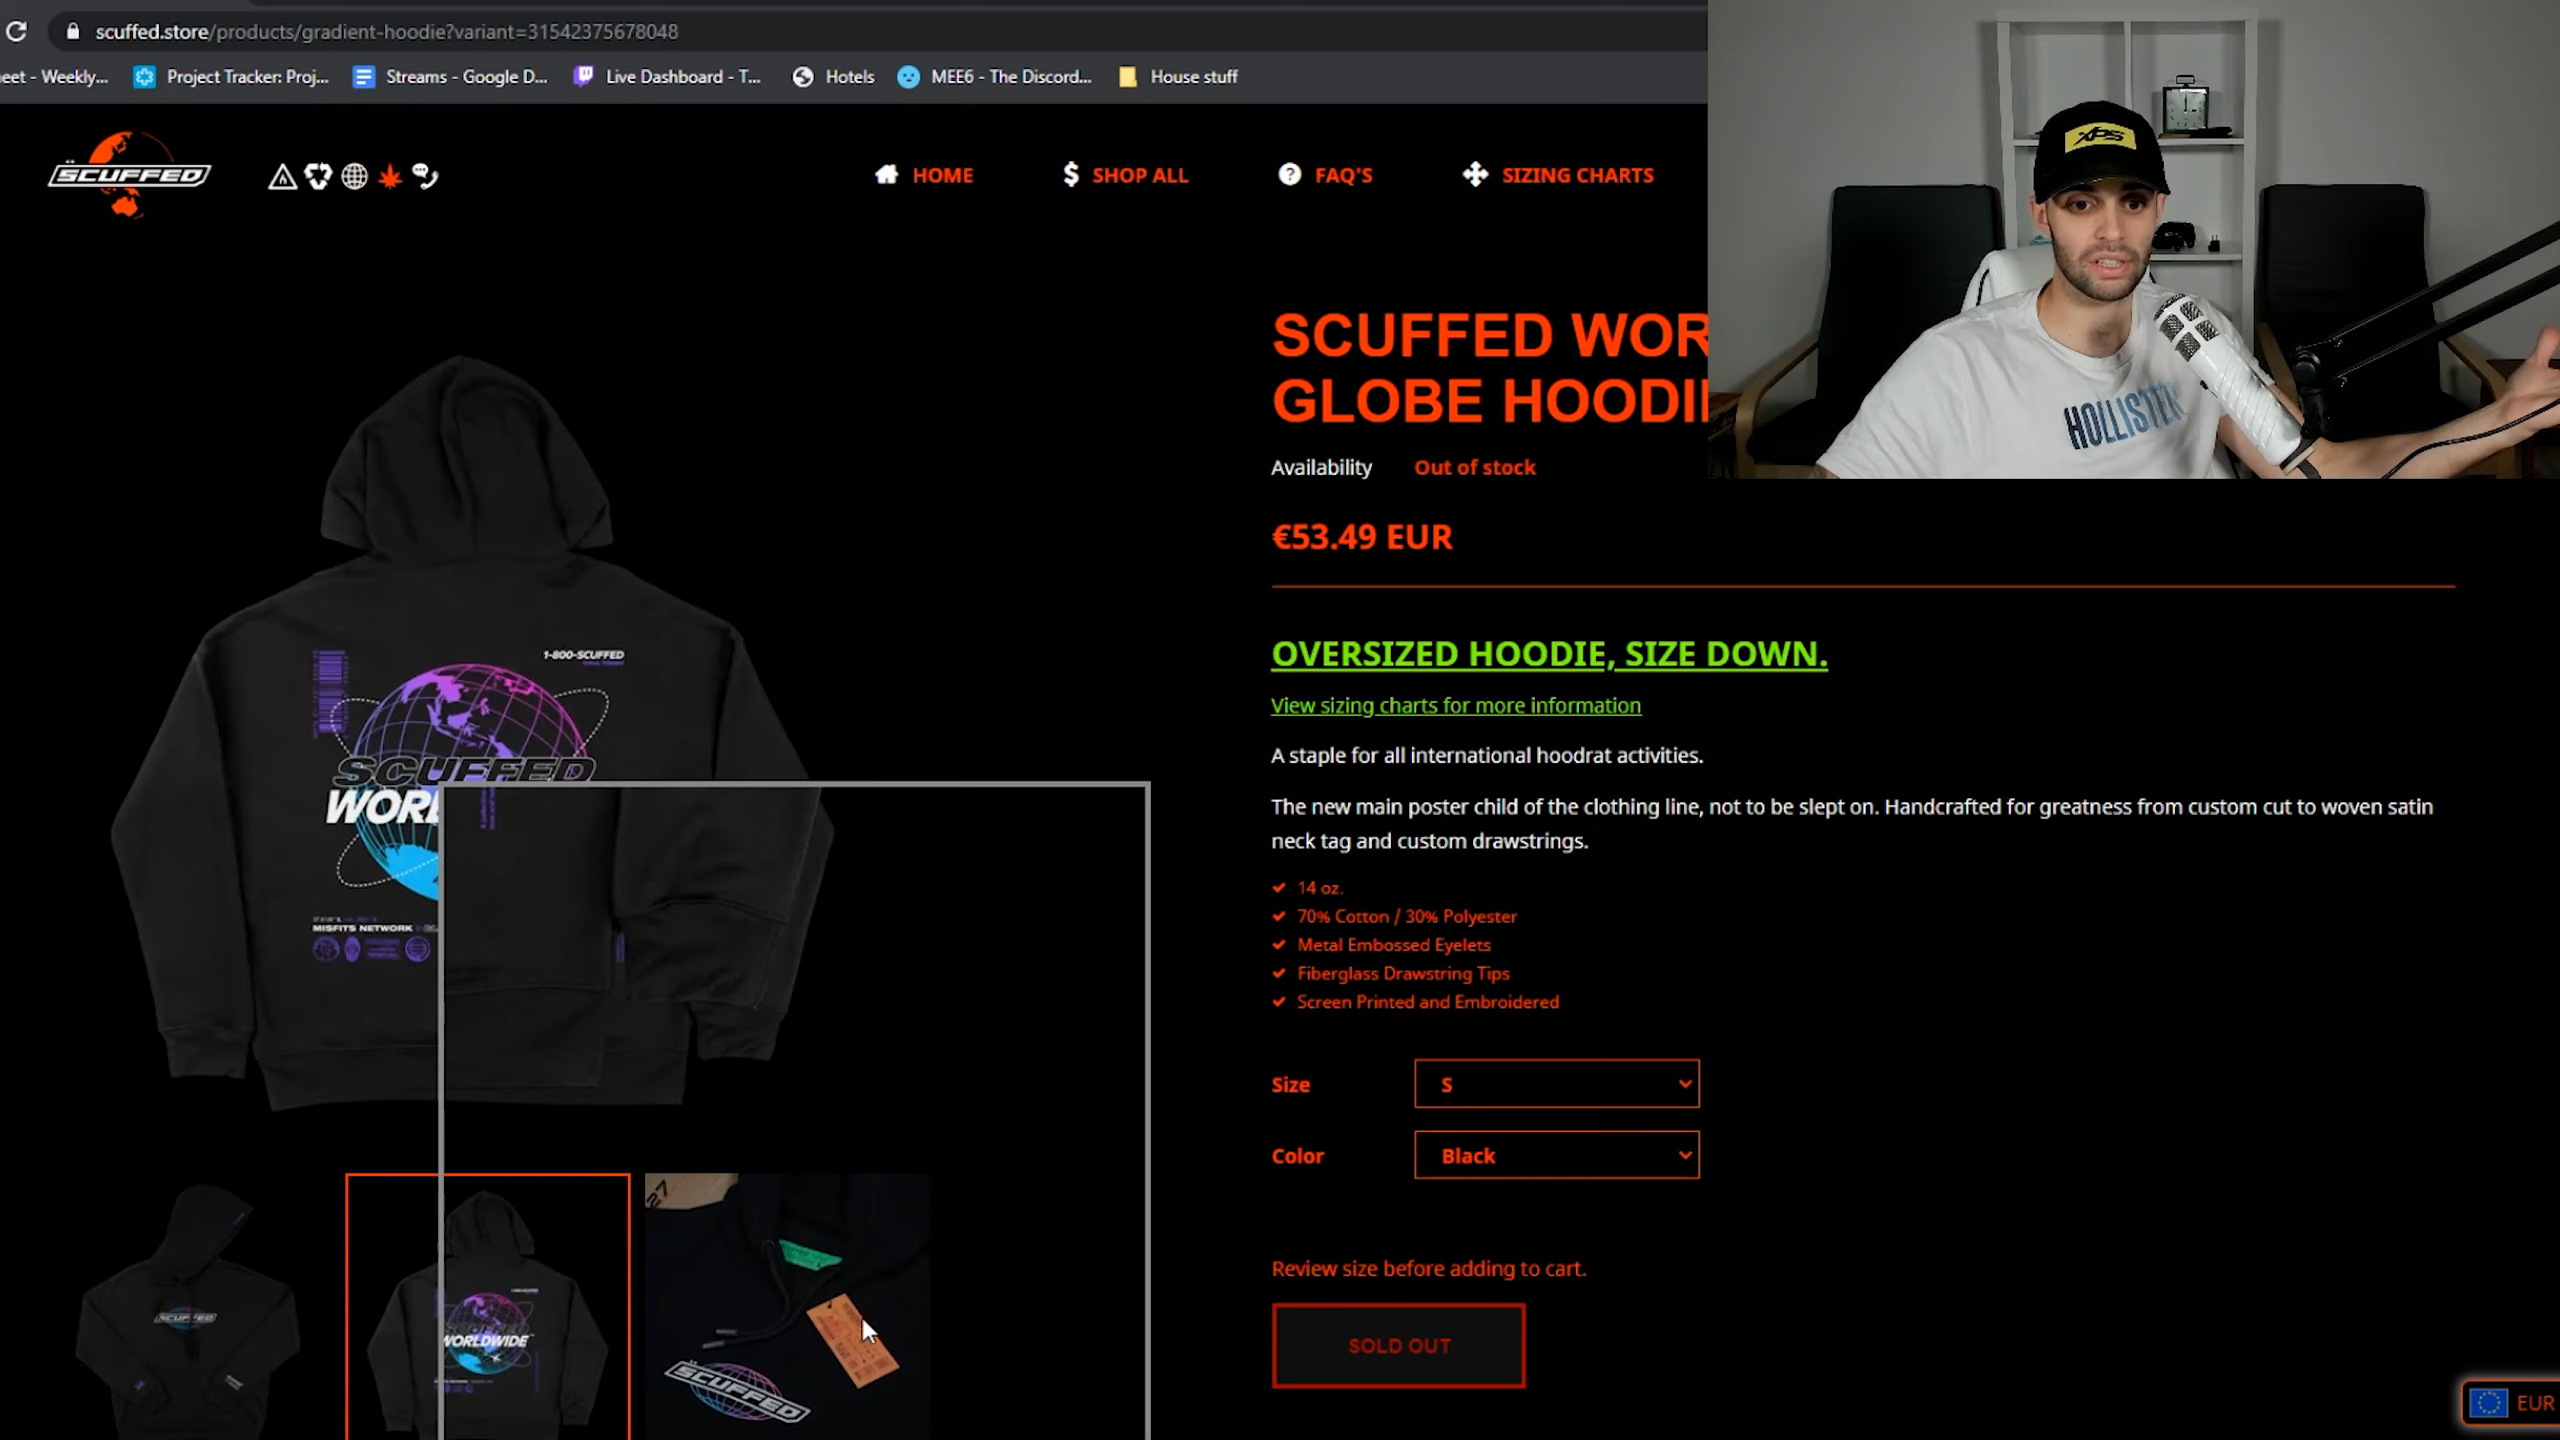 scuffed.store/products/gradient-hoodie?variant=31542375678048
eet - Weekly... Project Tracker: Proj... Streams - Google D... Live Dashboard - T... Hotels MEE6 - The Discord... House stuff
SCUFFED
HOME SHOP ALL FAQ'S SIZING CHARTS
XPS
HOLLISTER
SCUFFED WOR
GLOBE HOODI
Availability Out of stock
€53.49 EUR
OVERSIZED HOODIE, SIZE DOWN.
View sizing charts for more information
A staple for all international hoodrat activities.
The new main poster child of the clothing line, not to be slept on. Handcrafted for greatness from custom cut to woven satin
neck tag and custom drawstrings.
14 oz.
70% Cotton / 30% Polyester
Metal Embossed Eyelets
Fiberglass Drawstring Tips
Screen Printed and Embroidered
Size S
Color Black
Review size before adding to cart.
SOLD OUT
EUR
1-800-SCUFFED
SCUFFED
WORL
MISFITS NETWORK
SCUFFED
WORLDWIDE
27
SCUFFED